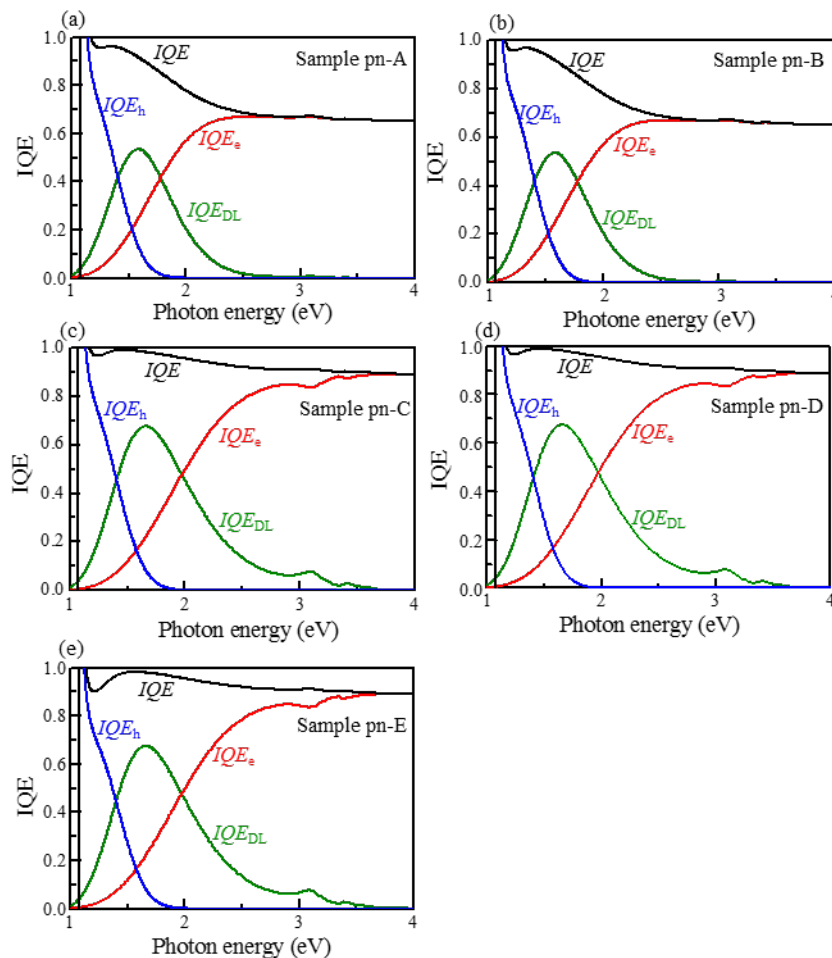 (a)
IQE
Sample pn-A
IQEh
IQEe
IQEDL
IQE
1.0
0.8
0.6
0.4
0.2
0.0
1
2
3
4
Photon energy (eV)
(b)
IQE
Sample pn-B
IQEh
IQEe
IQEDL
IQE
1.0
0.8
0.6
0.4
0.2
0.0
1
2
3
4
Photone energy (eV)
(c)
IQE
Sample pn-C
IQEh
IQEe
IQEDL
IQE
1.0
0.8
0.6
0.4
0.2
0.0
1
2
3
4
Photon energy (eV)
(d)
IQE
Sample pn-D
IQEh
IQEe
IQEDL
IQE
1.0
0.8
0.6
0.4
0.2
0.0
1
2
3
4
Photon energy (eV)
(e)
IQE
Sample pn-E
IQEh
IQEe
IQEDL
IQE
1.0
0.8
0.6
0.4
0.2
0.0
1
2
3
4
Photon energy (eV)